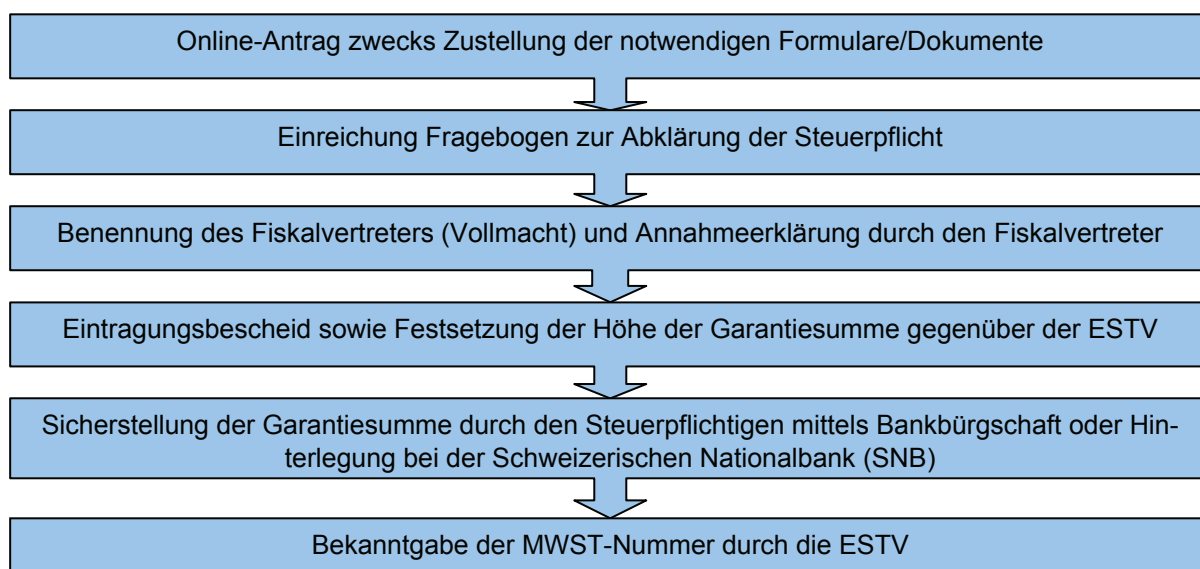 Online-Antrag zwecks Zustellung der notwendigen Formulare/Dokumente
Einreichung Fragebogen zur Abklärung der Steuerpflicht
Benennung des Fiskalvertreters (Vollmacht) und Annahmeerklärung durch den Fiskalvertreter
Eintragungsbescheid sowie Festsetzung der Höhe der Garantiesumme gegenüber der ESTV
Sicherstellung der Garantiesumme durch den Steuerpflichtigen mittels Bankbürgschaft oder Hin-
terlegung bei der Schweizerischen Nationalbank (SNB)
Bekanntgabe der MWST-Nummer durch die ESTV